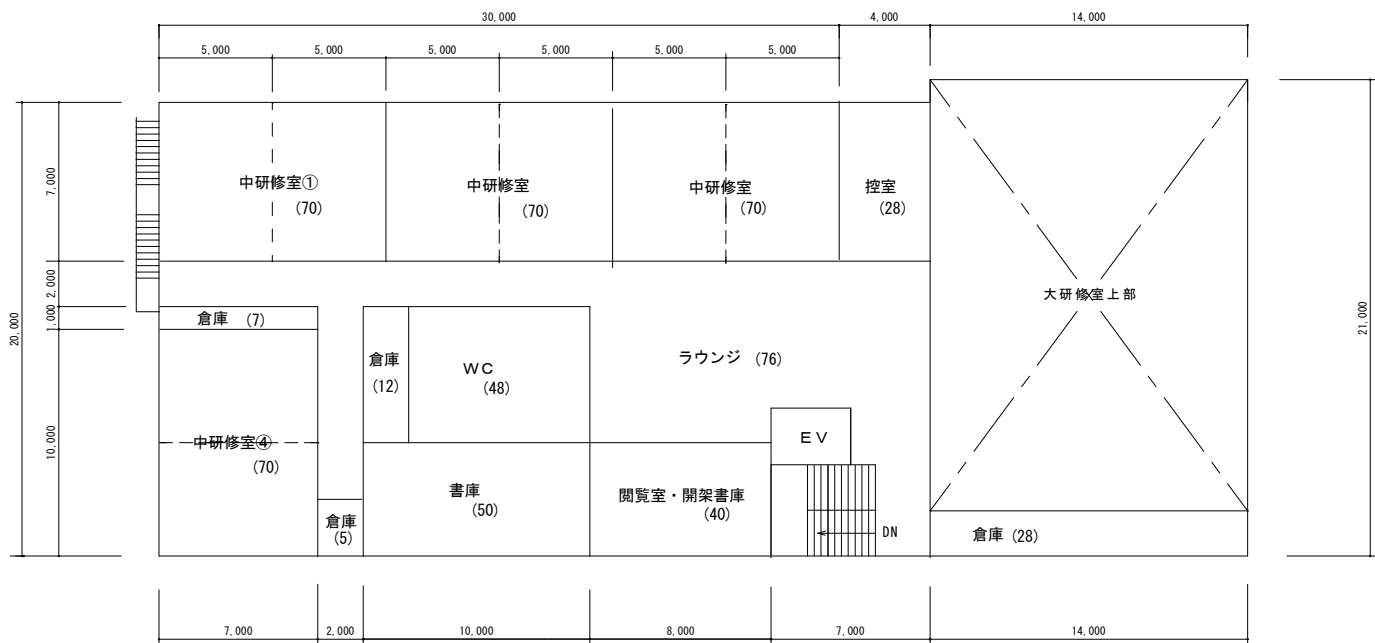 30,000
4,000
14,000
5,000
5,000
5,000
5,000
5,000
5,000
20,000
7,000
2,000
1,000
10,000
21,000
中研修室①
(70)
中研修室
(70)
中研修室
(70)
控室
(28)
大研修室上部
倉庫 (7)
倉庫
(12)
WC
(48)
ラウンジ (76)
EV
中研修室④
(70)
倉庫
(5)
書庫
(50)
閲覧室・開架書庫
(40)
DN
倉庫 (28)
7,000
2,000
10,000
8,000
7,000
14,000